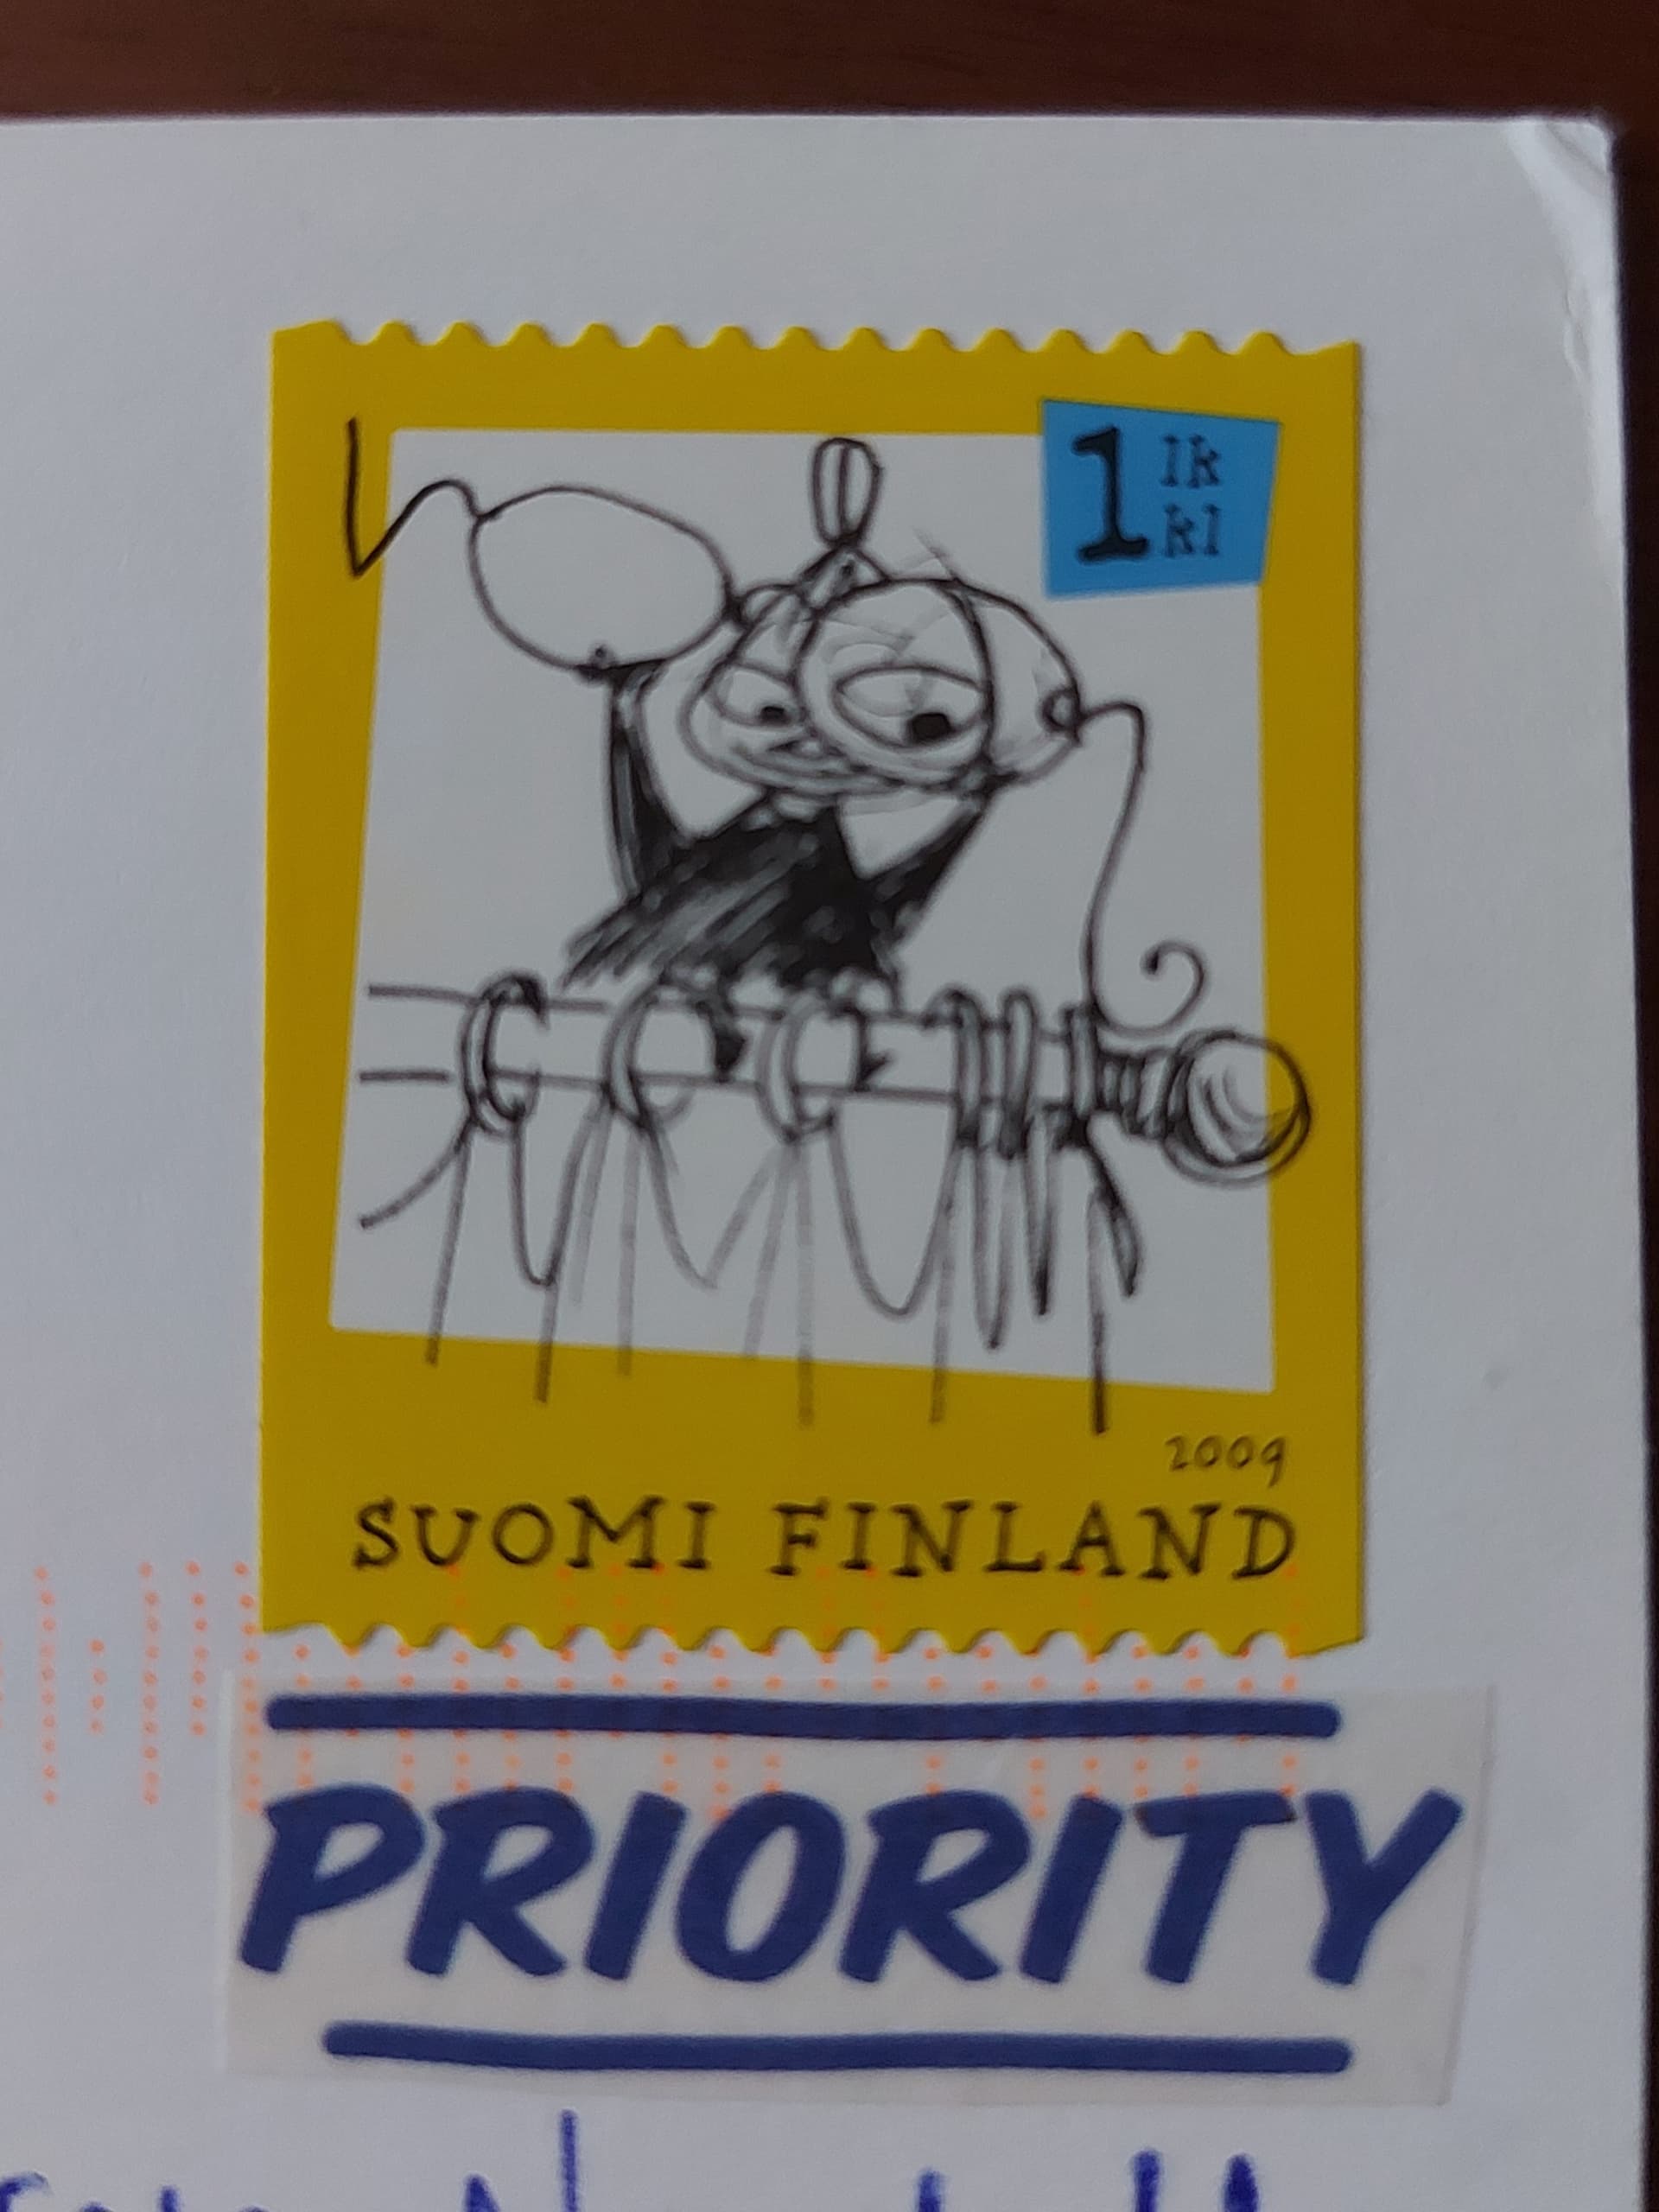 1 lk
kl
2009
SUOMI FINLAND
PRIORITY